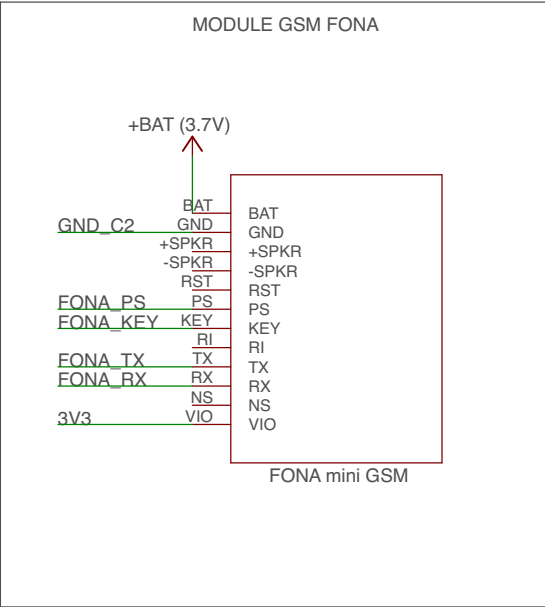 MODULE GSM FONA
+BAT (3.7V)
BAT BAT
GND_C2 GND GND
+SPKR +SPKR
-SPKR -SPKR
RST RST
FONA_PS PS PS
FONA_KEY KEY KEY
RI RI
FONA_TX TX TX
FONA_RX RX RX
NS NS
3V3 VIO VIO
FONA mini GSM